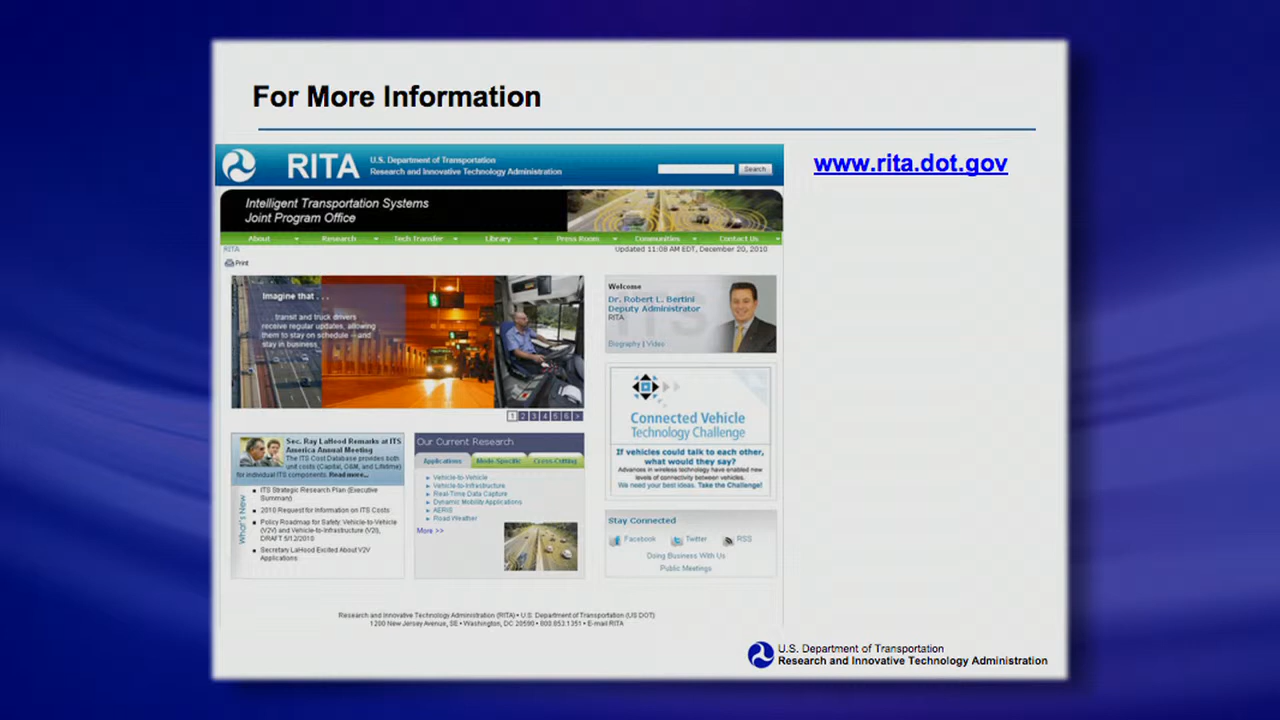 For More Information
www.rita.dot.gov
RITA
U.S. Department of Transportation
Research and Innovative Technology Administration
Search
Intelligent Transportation Systems
Joint Program Office
About
Research
Tech Transfer
Library
Press Room
Communities
Contact Us
RITA
Updated 11:08 AM EDT, December 20, 2010
Print
Imagine that . . .
. . . transit and truck drivers
receive regular updates, allowing
them to stay on schedule -- and
stay in business.
1 2 3 4 5 6 >
Welcome
Dr. Robert L. Bertini
Deputy Administrator
RITA
Biography | Video
Connected Vehicle
Technology Challenge
If vehicles could talk to each other,
what would they say?
Advances in wireless technology have enabled new
levels of connectivity between vehicles.
We need your best ideas. Take the Challenge!
Sec. Ray LaHood Remarks at ITS
America Annual Meeting
The ITS Cost Database provides both
unit costs (Capital, O&M, and Lifetime)
for individual ITS components. Read more...
What's New
ITS Strategic Research Plan (Executive
Summary)
2010 Request for Information on ITS Costs
Policy Roadmap for Safety: Vehicle-to-Vehicle
(V2V) and Vehicle-to-Infrastructure (V2I),
DRAFT 5/12/2010
Secretary LaHood Excited About V2V
Applications
Our Current Research
Applications
Mode-Specific
Cross-Cutting
Vehicle-to-Vehicle
Vehicle-to-Infrastructure
Real-Time Data Capture
Dynamic Mobility Applications
AERIS
Road Weather
More >>
Stay Connected
Facebook
Twitter
RSS
Doing Business With Us
Public Meetings
Research and Innovative Technology Administration (RITA) • U.S. Department of Transportation (US DOT)
1200 New Jersey Avenue, SE • Washington, DC 20590 • 800.853.1351 • E-mail RITA
U.S. Department of Transportation
Research and Innovative Technology Administration